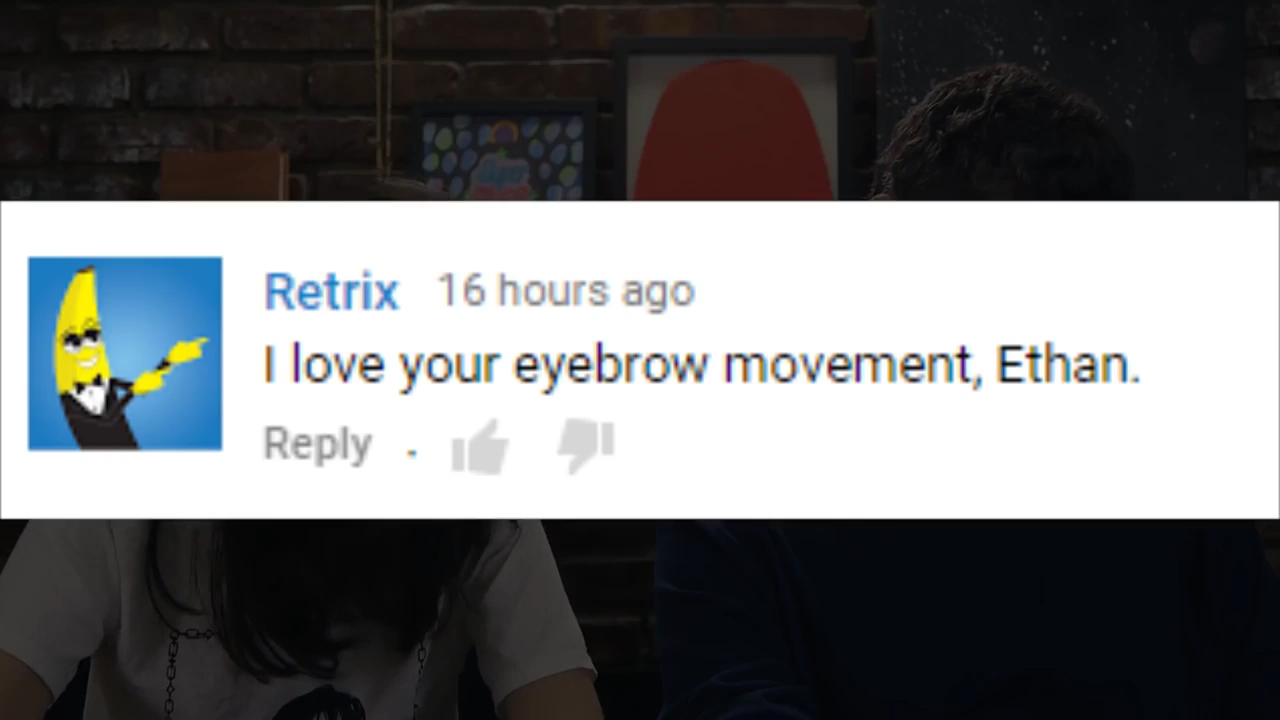 Retrix 16 hours ago
I love your eyebrow movement, Ethan.
Reply .